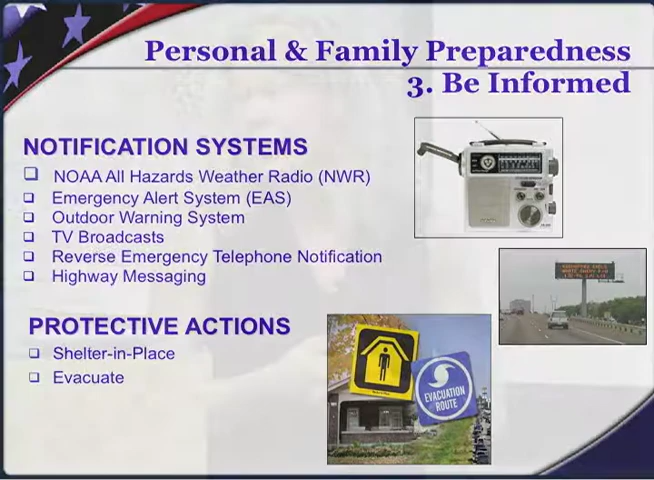 Personal & Family Preparedness
3. Be Informed
NOTIFICATION SYSTEMS
NOAA All Hazards Weather Radio (NWR)
Emergency Alert System (EAS)
Outdoor Warning System
TV Broadcasts
Reverse Emergency Telephone Notification
Highway Messaging
PROTECTIVE ACTIONS
Shelter-in-Place
Evacuate
EVACUATION
ROUTE